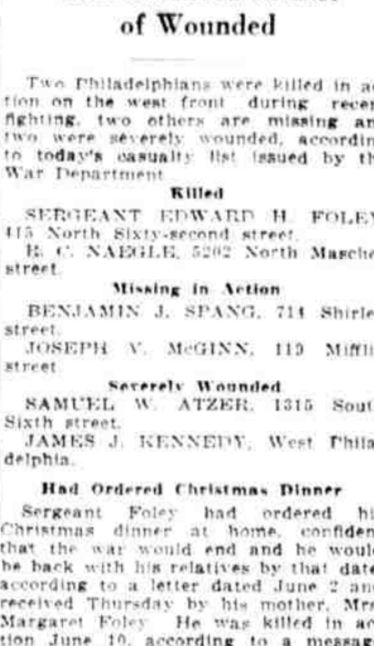 of Wounded
Two Philadelphians were killed in ac
tion on the west front during recen
fighting, two others are missing an
two were severely wounded, accordin
to today's casualty list issued by th
War Department
Killed
SERGEANT EDWARD H. FOLEY
415 North Sixty-second street.
R. C. NAEGLE, 5202 North Masche
street.
Missing in Action
BENJAMIN J. SPANG, 714 Shirle
street.
JOSEPH V. McGINN, 119 Miffli
street
Severely Wounded
SAMUEL W. ATZER, 1315 Sout
Sixth street.
JAMES J. KENNEDY, West Phila
delphia.
Had Ordered Christmas Dinner
Sergeant Foley had ordered hi
Christmas dinner at home, confiden
that the war would end and he woul
be back with his relatives by that date
according to a letter dated June 2 and
received Thursday by his mother, Mrs
Margaret Foley He was killed in ac
tion June 10, according to a message